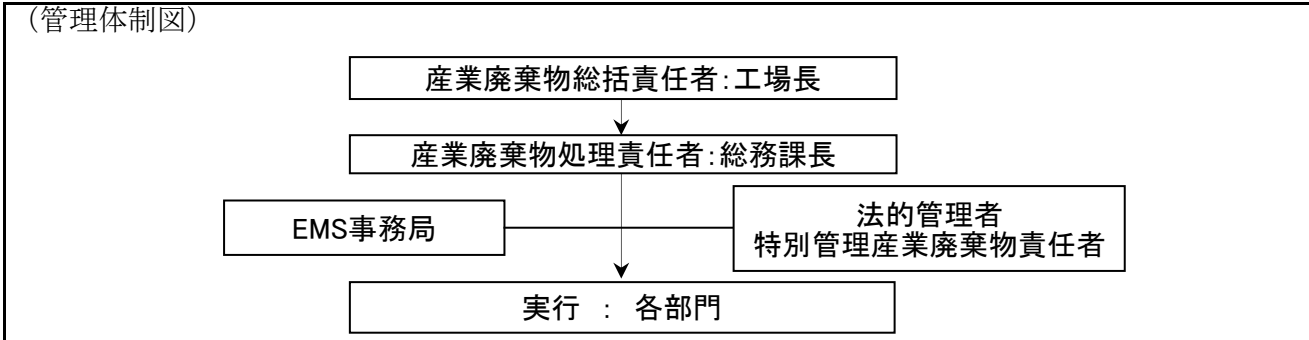 （管理体制図）
産業廃棄物総括責任者：工場長
産業廃棄物処理責任者：総務課長
EMS事務局
法的管理者
特別管理産業廃棄物責任者
実行 ： 各部門